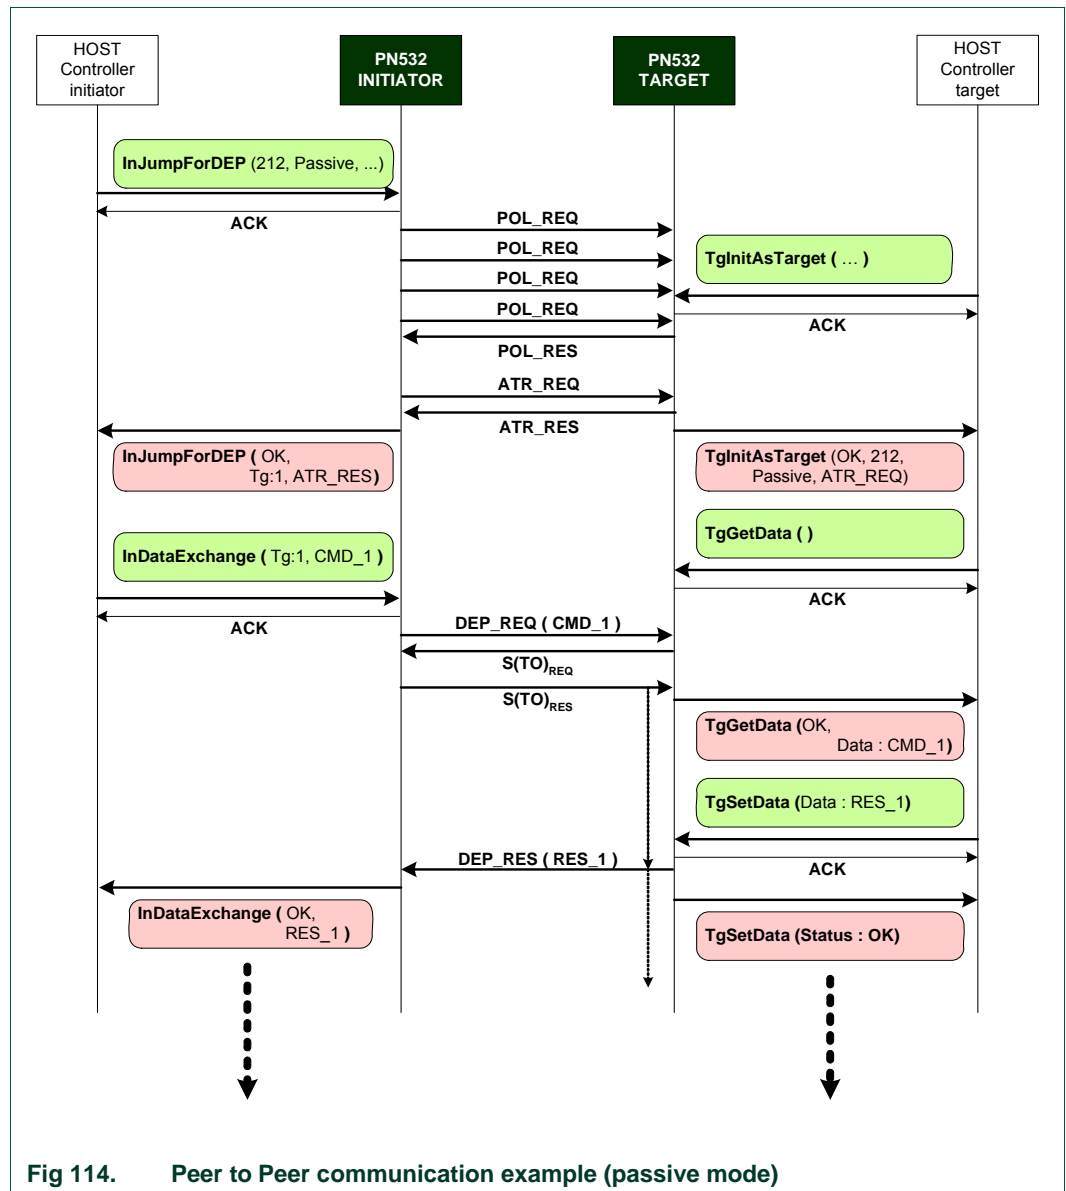 HOST
Controller
initiator
PN532
INITIATOR
PN532
TARGET
HOST
Controller
target
InJumpForDEP (212, Passive, ...)
ACK
POL_REQ
POL_REQ
TgInitAsTarget ( ... )
POL_REQ
POL_REQ
ACK
POL_RES
ATR_REQ
ATR_RES
InJumpForDEP ( OK,
Tg:1, ATR_RES)
TgInitAsTarget (OK, 212,
Passive, ATR_REQ)
TgGetData ( )
InDataExchange ( Tg:1, CMD_1 )
ACK
ACK
DEP_REQ ( CMD_1 )
S(TO)REQ
S(TO)RES
TgGetData (OK,
Data : CMD_1)
TgSetData (Data : RES_1)
DEP_RES ( RES_1 )
ACK
InDataExchange ( OK,
RES_1 )
TgSetData (Status : OK)
Fig 114. Peer to Peer communication example (passive mode)